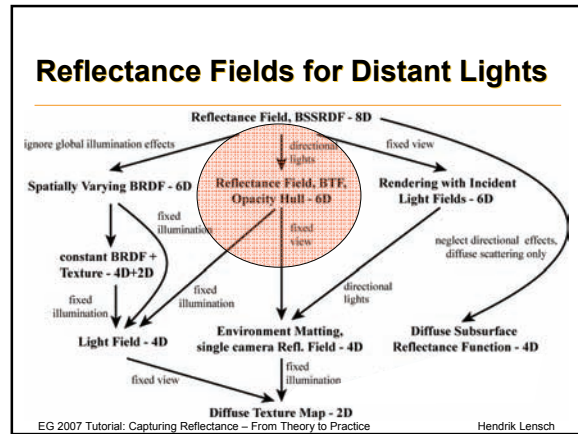 Reflectance Fields for Distant Lights
Reflectance Field, BSSRDF - 8D
ignore global illumination effects
directional
lights
fixed view
Spatially Varying BRDF - 6D
Reflectance Field, BTF,
Opacity Hull - 6D
Rendering with Incident
Light Fields - 6D
fixed
illumination
fixed
view
neglect directional effects,
diffuse scattering only
constant BRDF +
Texture - 4D+2D
fixed
illumination
fixed
illumination
directional
lights
Light Field - 4D
Environment Matting,
single camera Refl. Field - 4D
Diffuse Subsurface
Reflectance Function - 4D
fixed view
fixed
illumination
Diffuse Texture Map - 2D
EG 2007 Tutorial: Capturing Reflectance – From Theory to Practice
Hendrik Lensch